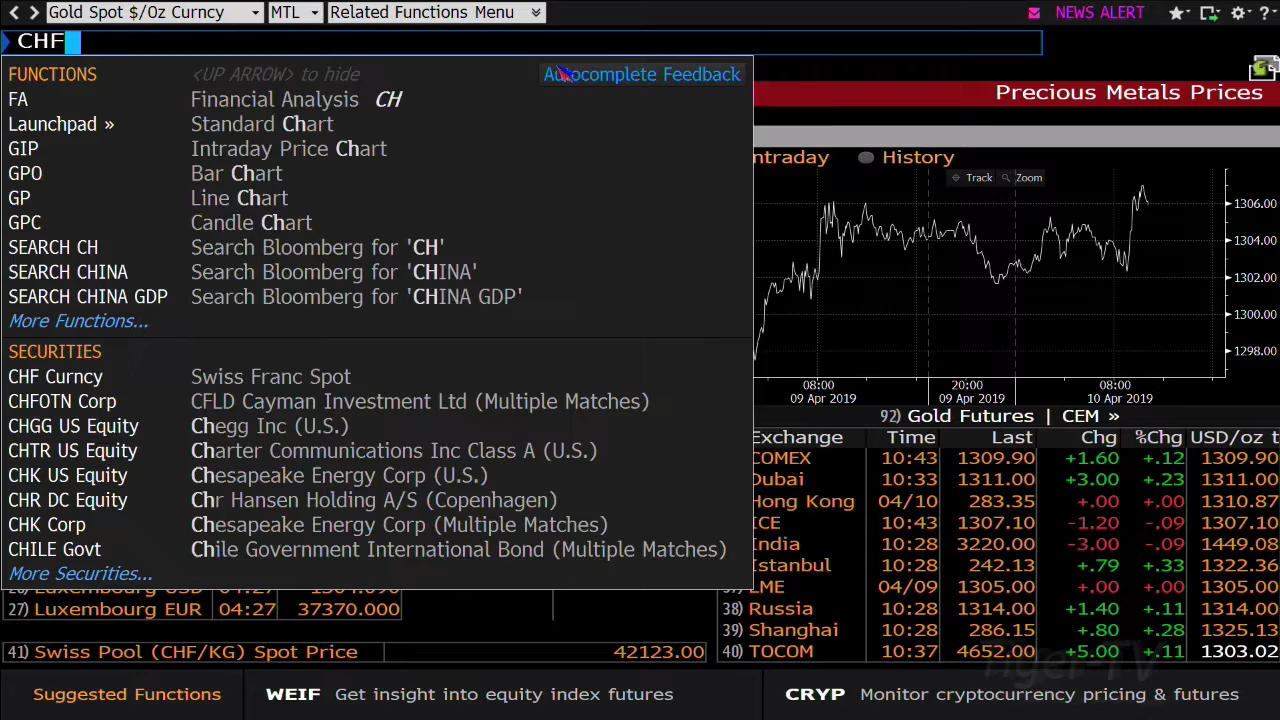 Gold Spot $/Oz Curncy MTL Related Functions Menu NEWS ALERT ?
CHF
FUNCTIONS <UP ARROW> to hide Autocomplete Feedback
FA Financial Analysis CH
Launchpad » Standard Chart
GIP Intraday Price Chart
GPO Bar Chart
GP Line Chart
GPC Candle Chart
SEARCH CH Search Bloomberg for 'CH'
SEARCH CHINA Search Bloomberg for 'CHINA'
SEARCH CHINA GDP Search Bloomberg for 'CHINA GDP'
More Functions...
SECURITIES
CHF Curncy Swiss Franc Spot
CHFOTN Corp CFLD Cayman Investment Ltd (Multiple Matches)
CHGG US Equity Chegg Inc (U.S.)
CHTR US Equity Charter Communications Inc Class A (U.S.)
CHK US Equity Chesapeake Energy Corp (U.S.)
CHR DC Equity Chr Hansen Holding A/S (Copenhagen)
CHK Corp Chesapeake Energy Corp (Multiple Matches)
CHILE Govt Chile Government International Bond (Multiple Matches)
More Securities...
Precious Metals Prices
ntraday History
Track Zoom
1306.00
1304.00
1302.00
1300.00
1298.00
08:00 20:00 08:00
09 Apr 2019 09 Apr 2019 10 Apr 2019
92) Gold Futures | CEM »
Exchange Time Last Chg %Chg USD/oz t
COMEX 10:43 1309.90 +1.60 +.12 1309.90
Dubai 10:33 1311.00 +3.00 +.23 1311.00
Hong Kong 04/10 283.35 +.00 +.00 1310.87
ICE 10:43 1307.10 -1.20 -.09 1307.10
India 10:28 3220.00 -3.00 -.09 1449.08
Istanbul 10:28 242.13 +.79 +.33 1322.36
LME 04/09 1305.00 +.00 +.00 1305.00
38) Russia 10:28 1314.00 +1.40 +.11 1314.00
39) Shanghai 10:28 286.15 +.80 +.28 1325.13
40) TOCOM 10:37 4652.00 +5.00 +.11 1303.02
27) Luxembourg EUR 04:27 37370.000
41) Swiss Pool (CHF/KG) Spot Price 42123.00
Tiger-TV
Suggested Functions WEIF Get insight into equity index futures CRYP Monitor cryptocurrency pricing & futures